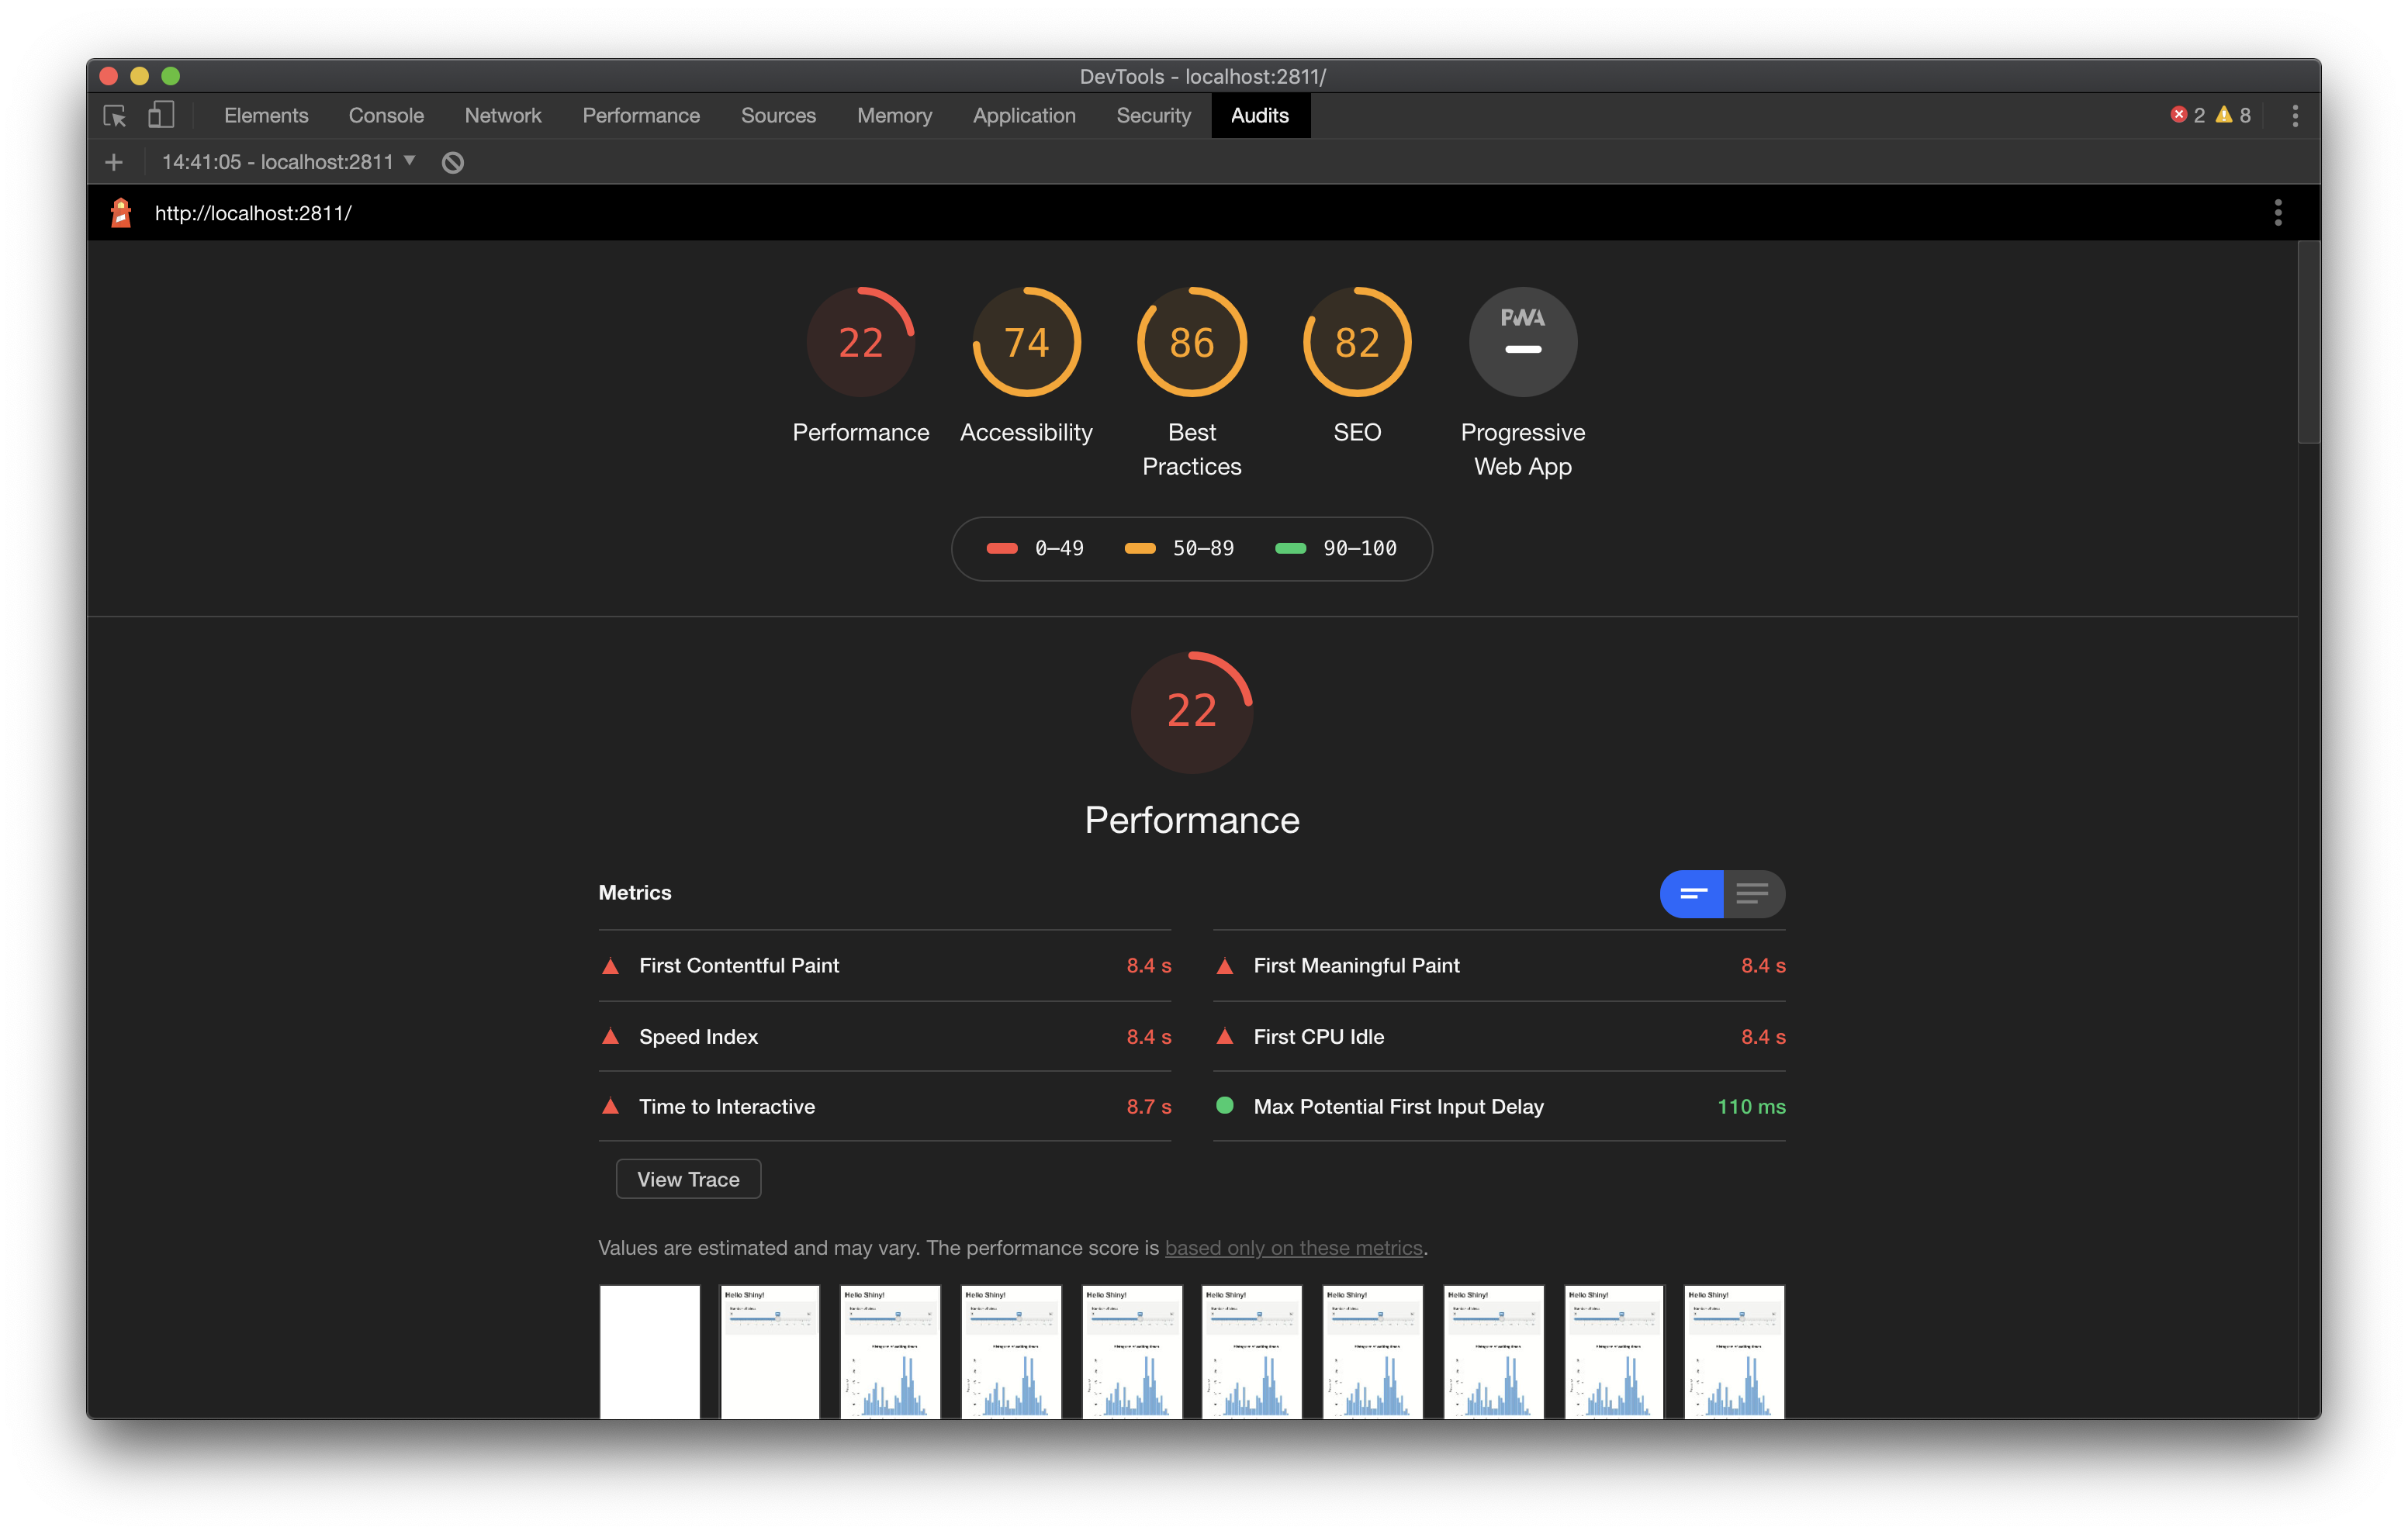 DevTools - localhost:2811/
Elements Console Network Performance Sources Memory Application Security Audits 2 8
14:41:05 - localhost:2811
http://localhost:2811/
22 74 86 82 PWA
Performance Accessibility Best Practices SEO Progressive Web App
0–49 50–89 90–100
22
Performance
Metrics
First Contentful Paint 8.4 s First Meaningful Paint 8.4 s
Speed Index 8.4 s First CPU Idle 8.4 s
Time to Interactive 8.7 s Max Potential First Input Delay 110 ms
View Trace
Values are estimated and may vary. The performance score is based only on these metrics.
Hello Shiny! Hello Shiny! Hello Shiny! Hello Shiny! Hello Shiny! Hello Shiny! Hello Shiny! Hello Shiny! Hello Shiny!